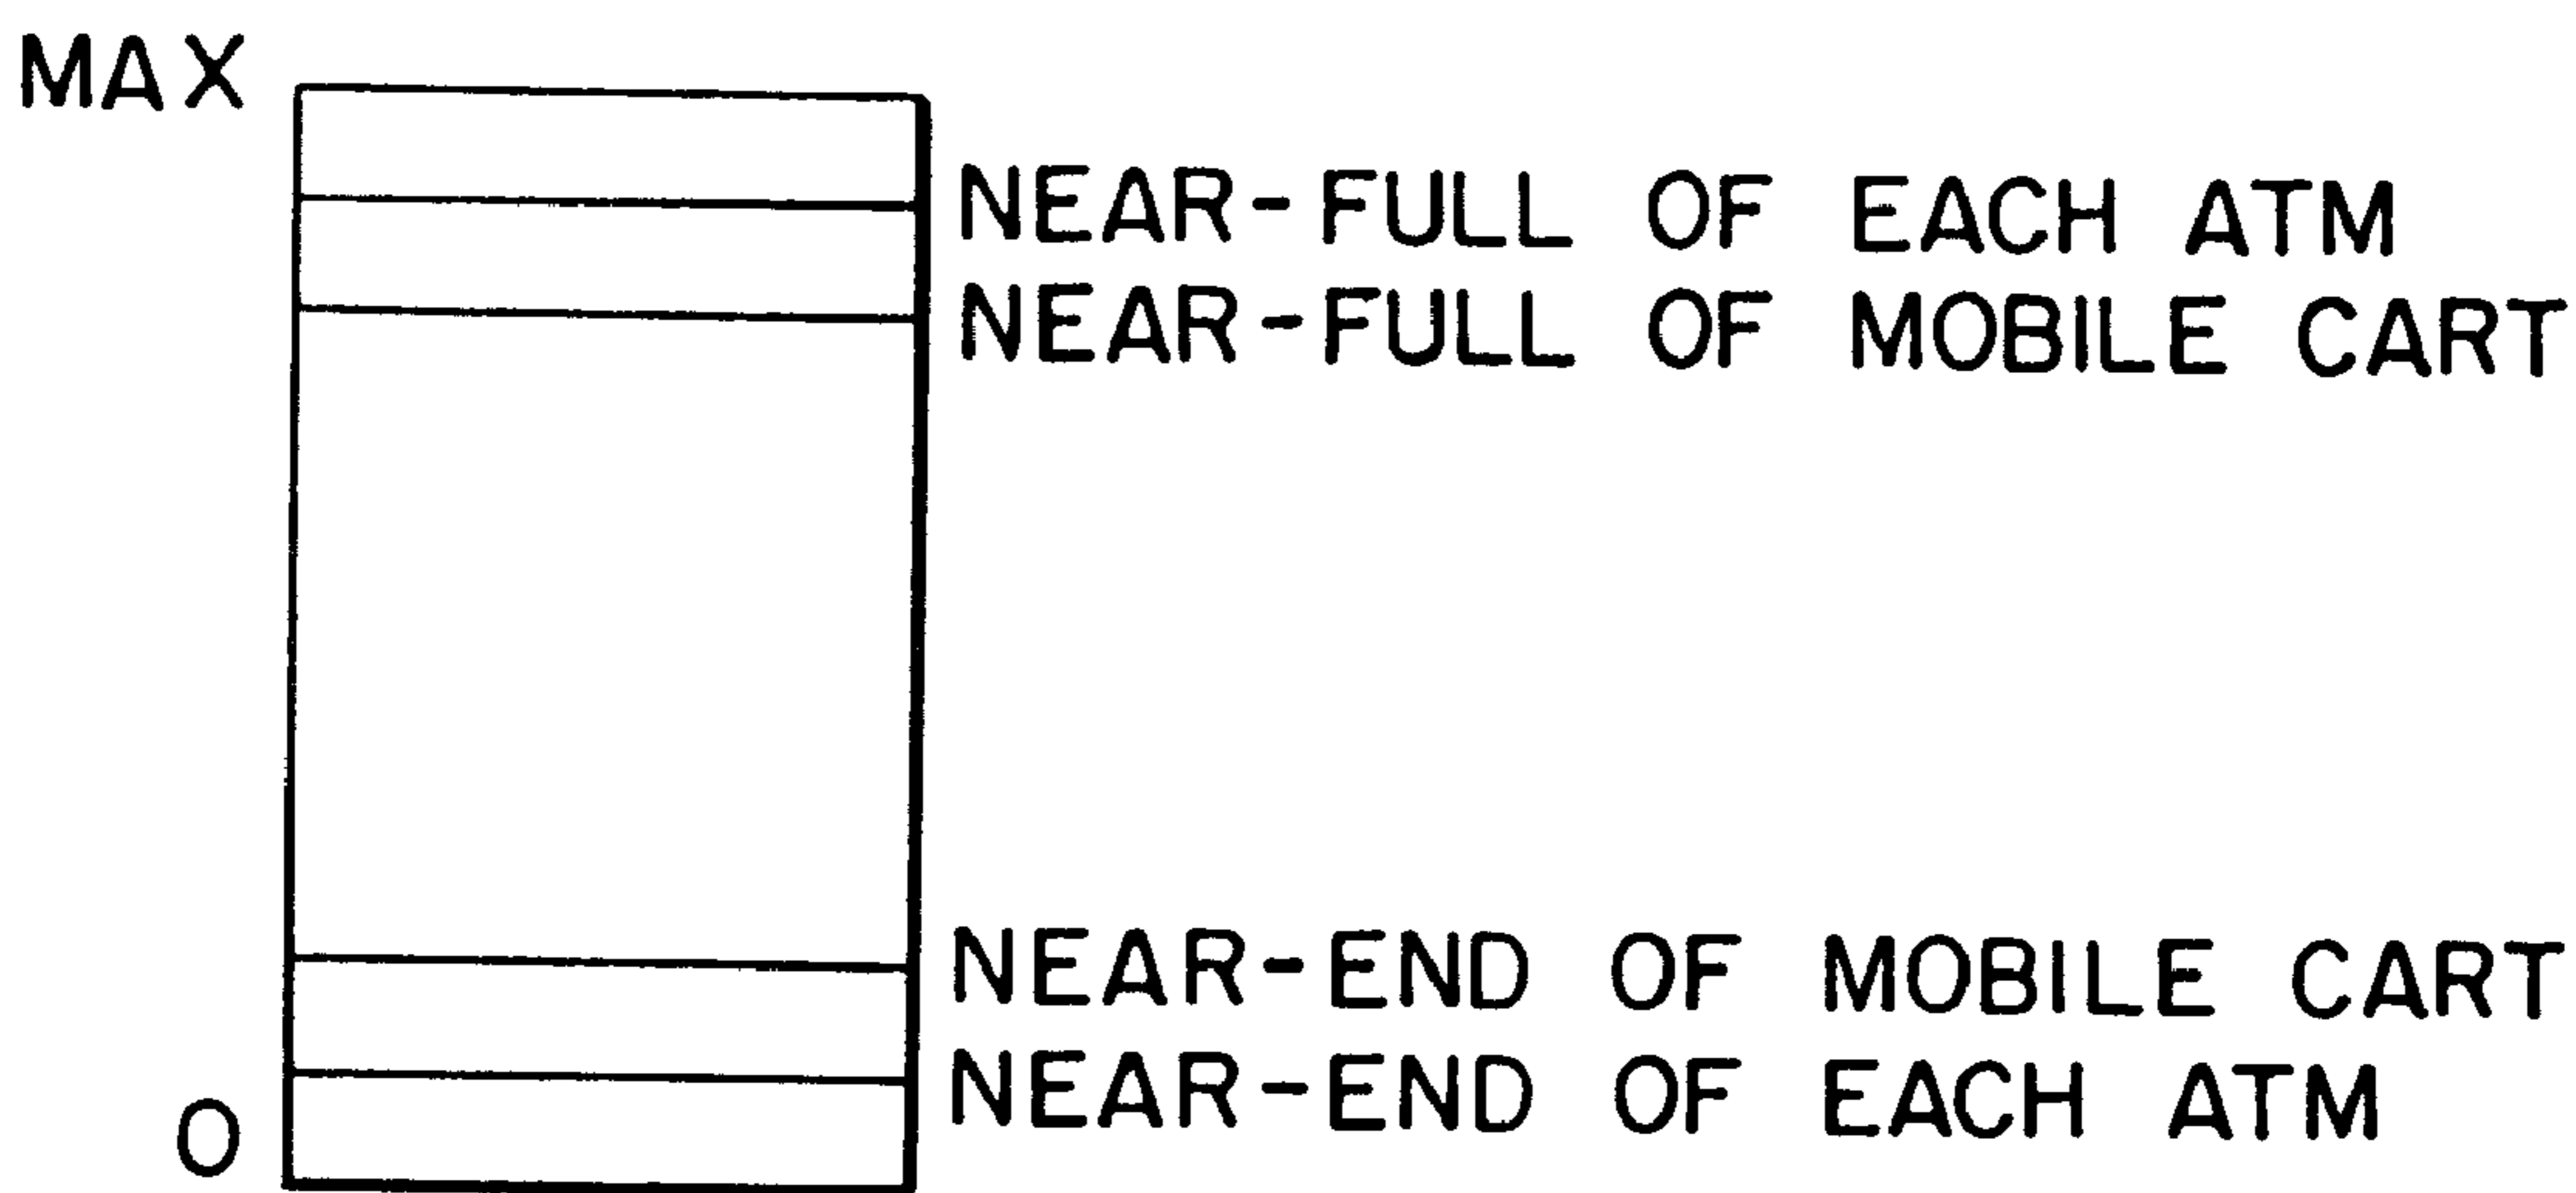 MAX
NEAR-FULL OF EACH ATM
NEAR-FULL OF MOBILE CART
NEAR-END OF MOBILE CART
NEAR-END OF EACH ATM
0